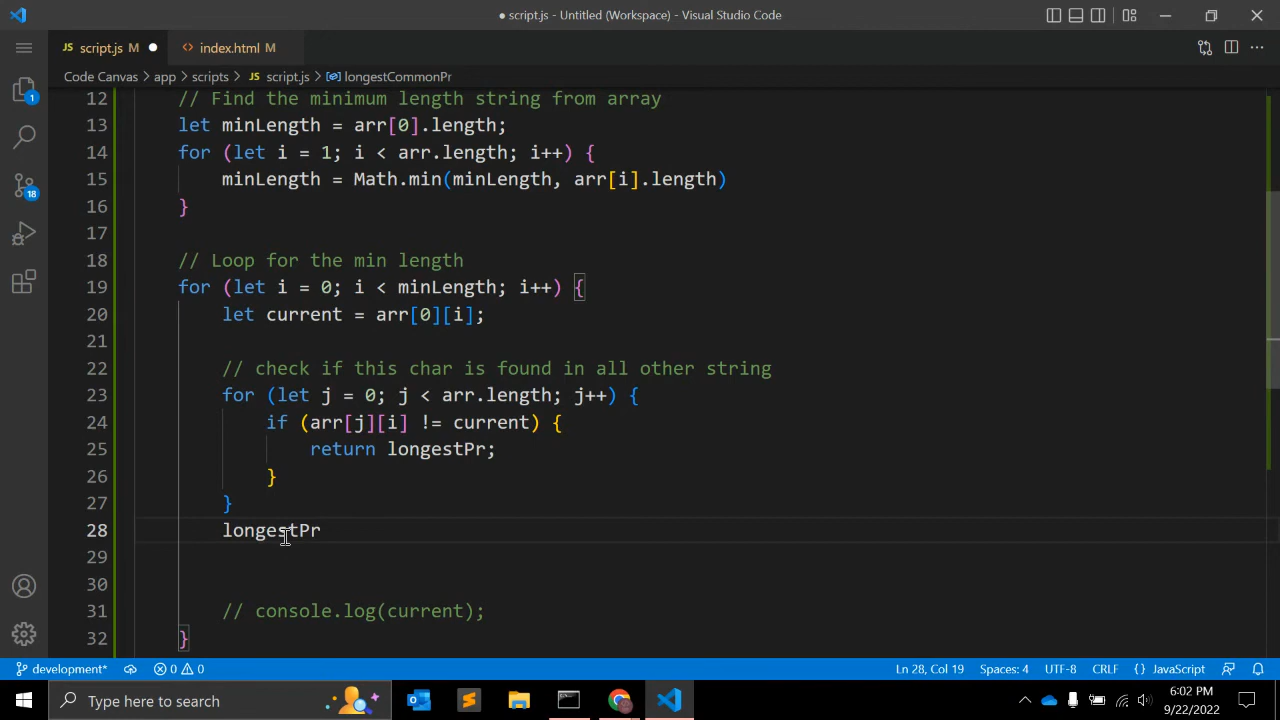 ● script.js - Untitled (Workspace) - Visual Studio Code
JS script.js M ●
<> index.html M
Code Canvas > app > scripts > JS script.js > longestCommonPr
12 // Find the minimum length string from array
13 let minLength = arr[0].length;
14 for (let i = 1; i < arr.length; i++) {
15 minLength = Math.min(minLength, arr[i].length)
16 }
17
18 // Loop for the min length
19 for (let i = 0; i < minLength; i++) {
20 let current = arr[0][i];
21
22 // check if this char is found in all other string
23 for (let j = 0; j < arr.length; j++) {
24 if (arr[j][i] != current) {
25 return longestPr;
26 }
27 }
28 longestPr
29
30
31 // console.log(current);
32 }
1
18
development* 0 0 Ln 28, Col 19 Spaces: 4 UTF-8 CRLF {} JavaScript
Type here to search
6:02 PM
9/22/2022